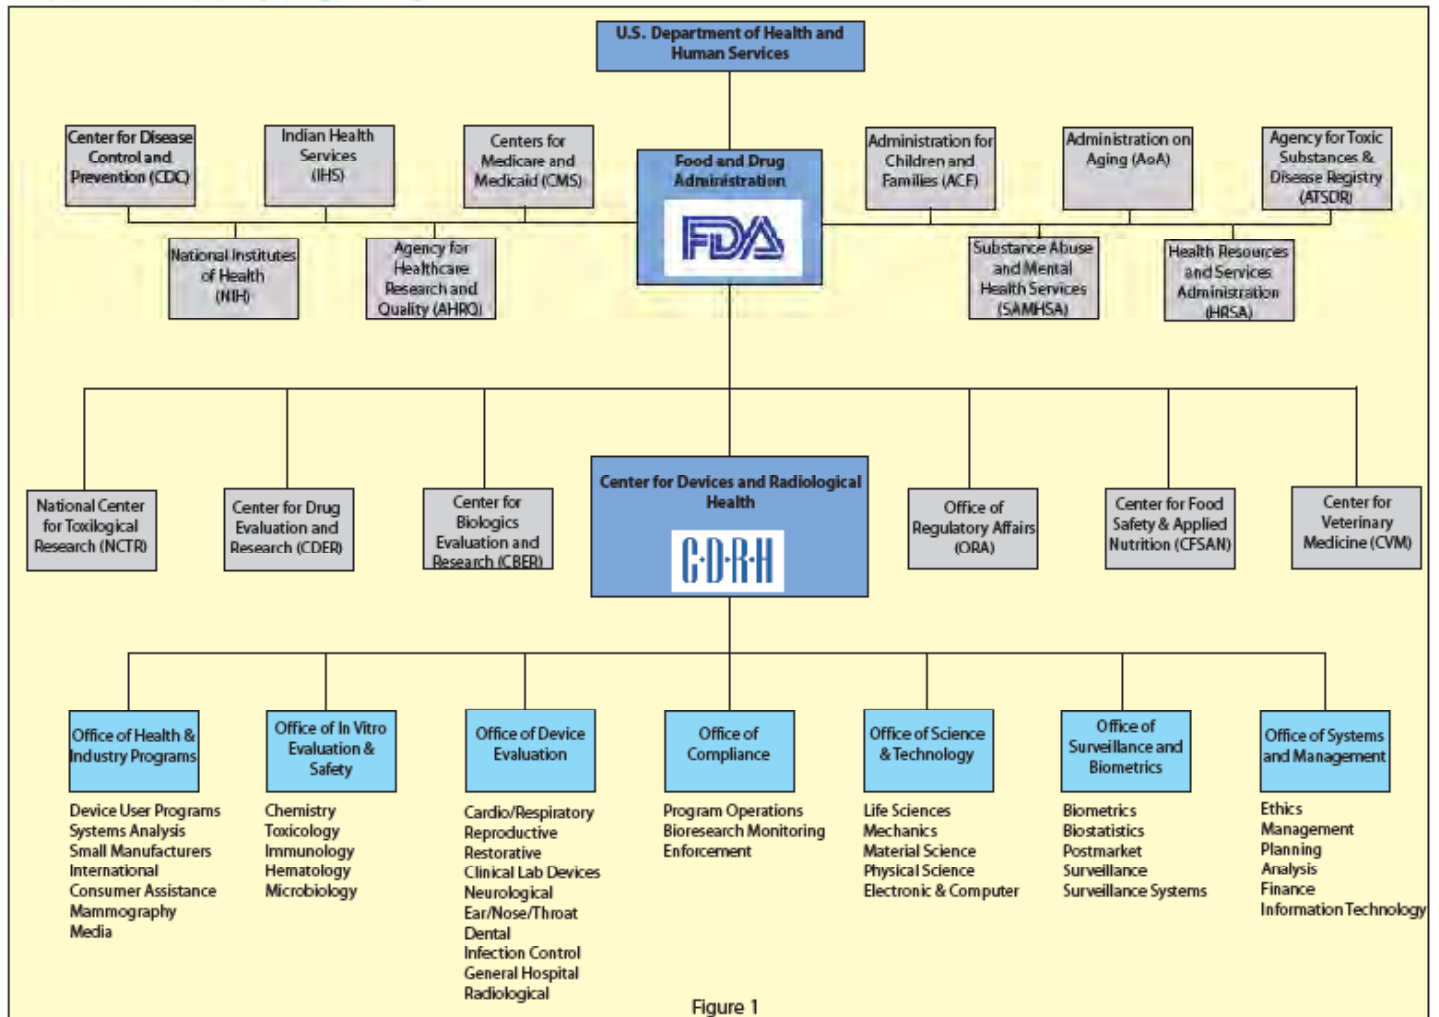 U.S. Department of Health and
Human Services
Center for Disease
Control and
Prevention (CDC)
Indian Health
Services
(IHS)
Centers for
Medicare and
Medicaid (CMS)
Food and Drug
Administration
FDA
Administration for
Children and
Families (ACF)
Administration on
Aging (AoA)
Agency for Toxic
Substances &
Disease Registry
(ATSDR)
National Institutes
of Health
(NIH)
Agency for
Healthcare
Research and
Quality (AHRQ)
Substance Abuse
and Mental
Health Services
(SAMHSA)
Health Resources
and Services
Administration
(HRSA)
National Center
for Toxilogical
Research (NCTR)
Center for Drug
Evaluation and
Research (CDER)
Center for
Biologics
Evaluation and
Research (CBER)
Center for Devices and Radiological
Health
C·D·R·H
Office of
Regulatory Affairs
(ORA)
Center for Food
Safety & Applied
Nutrition (CFSAN)
Center for
Veterinary
Medicine (CVM)
Office of Health &
Industry Programs
Device User Programs
Systems Analysis
Small Manufacturers
International
Consumer Assistance
Mammography
Media
Office of In Vitro
Evaluation &
Safety
Chemistry
Toxicology
Immunology
Hematology
Microbiology
Office of Device
Evaluation
Cardio/Respiratory
Reproductive
Restorative
Clinical Lab Devices
Neurological
Ear/Nose/Throat
Dental
Infection Control
General Hospital
Radiological
Office of
Compliance
Program Operations
Bioresearch Monitoring
Enforcement
Office of Science
& Technology
Life Sciences
Mechanics
Material Science
Physical Science
Electronic & Computer
Office of
Surveillance and
Biometrics
Biometrics
Biostatistics
Postmarket
Surveillance
Surveillance Systems
Office of Systems
and Management
Ethics
Management
Planning
Analysis
Finance
Information Technology
Figure 1